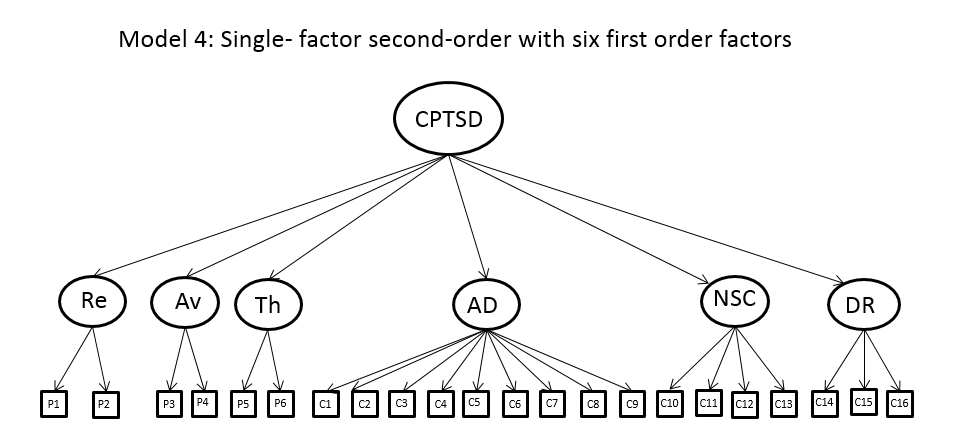 Model 4: Single- factor second-order with six first order factors
CPTSD
Re Av Th AD NSC DR
P1 P2 P3 P4 P5 P6 C1 C2 C3 C4 C5 C6 C7 C8 C9 C10 C11 C12 C13 C14 C15 C16